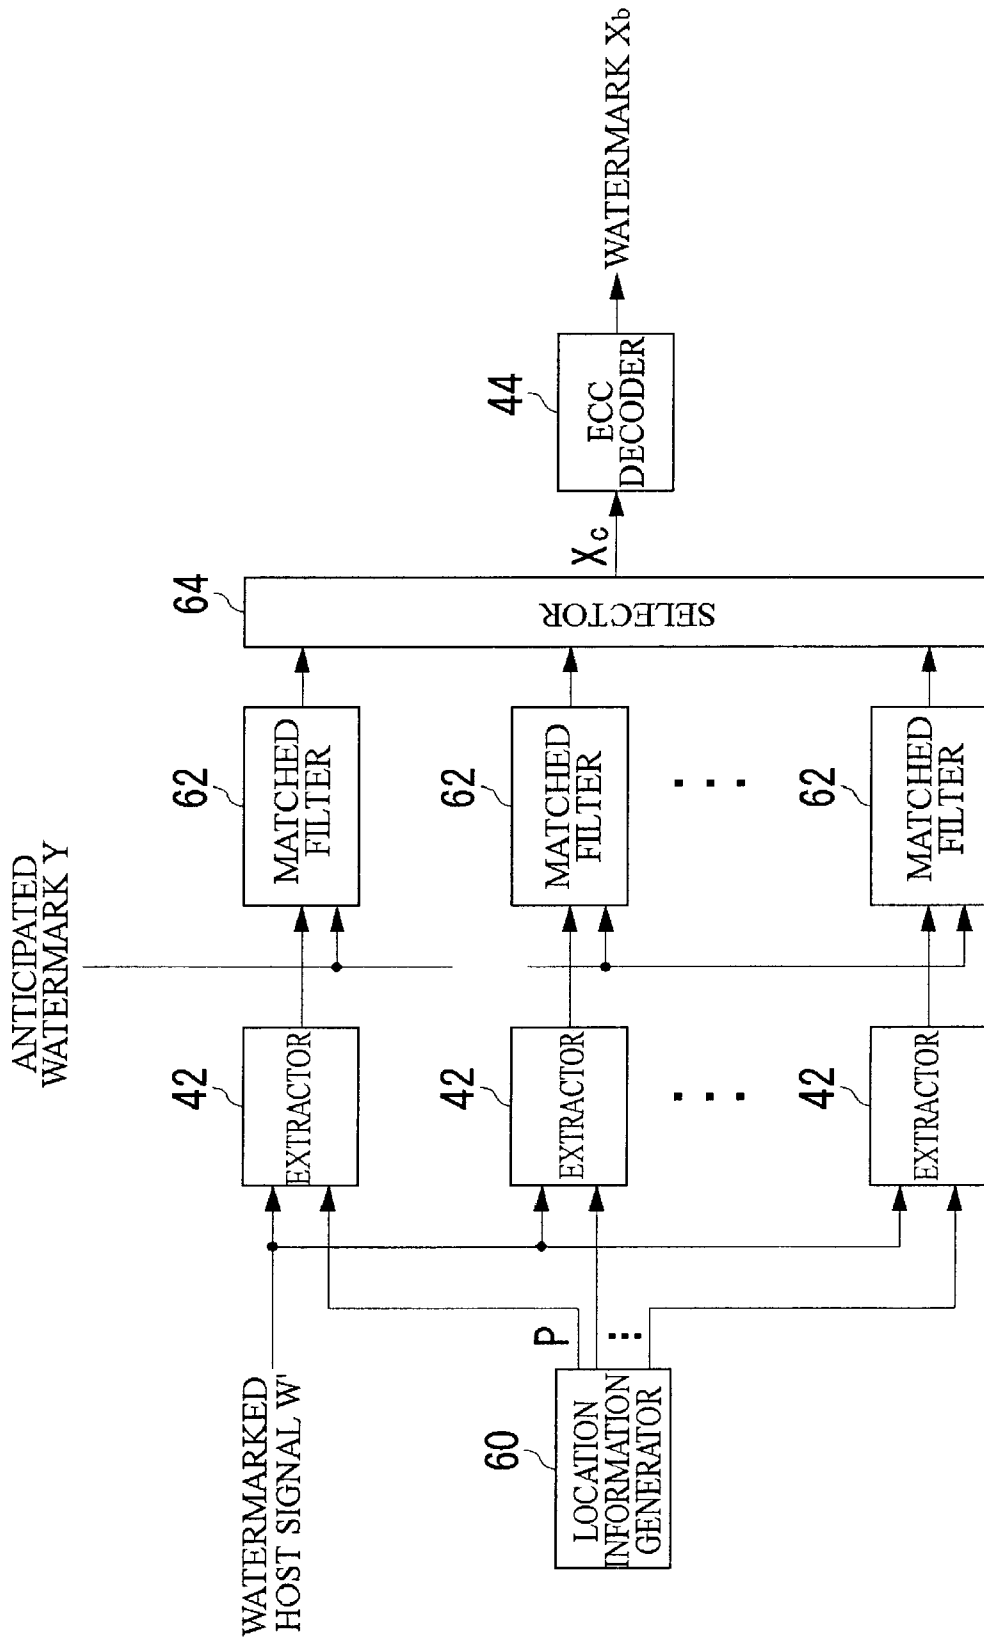 ANTICIPATED
WATERMARK Y
WATERMARKED
HOST SIGNAL W'
60
LOCATION
INFORMATION
GENERATOR
P
...
42
EXTRACTOR
42
EXTRACTOR
...
42
EXTRACTOR
62
MATCHED
FILTER
62
MATCHED
FILTER
...
62
MATCHED
FILTER
64
SELECTOR
Xc
44
ECC
DECODER
WATERMARK Xb